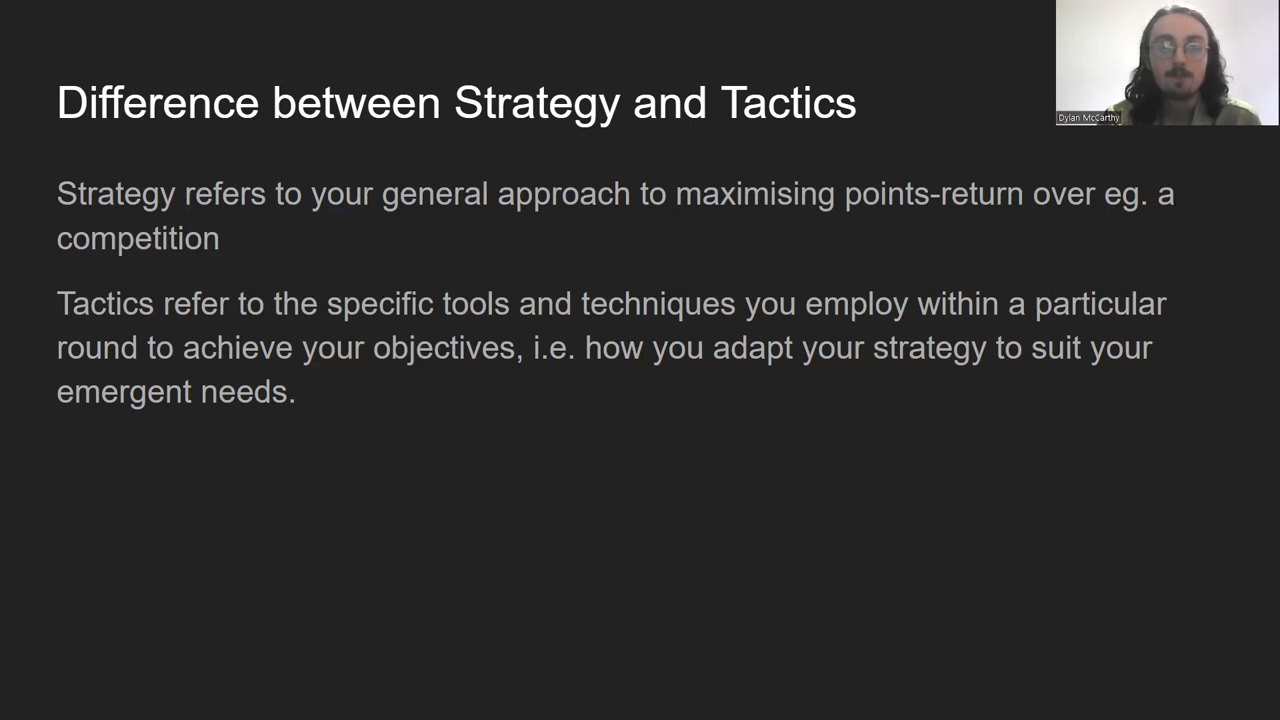 Difference between Strategy and Tactics
Dylan McCarthy
Strategy refers to your general approach to maximising points-return over eg. a
competition
Tactics refer to the specific tools and techniques you employ within a particular
round to achieve your objectives, i.e. how you adapt your strategy to suit your
emergent needs.